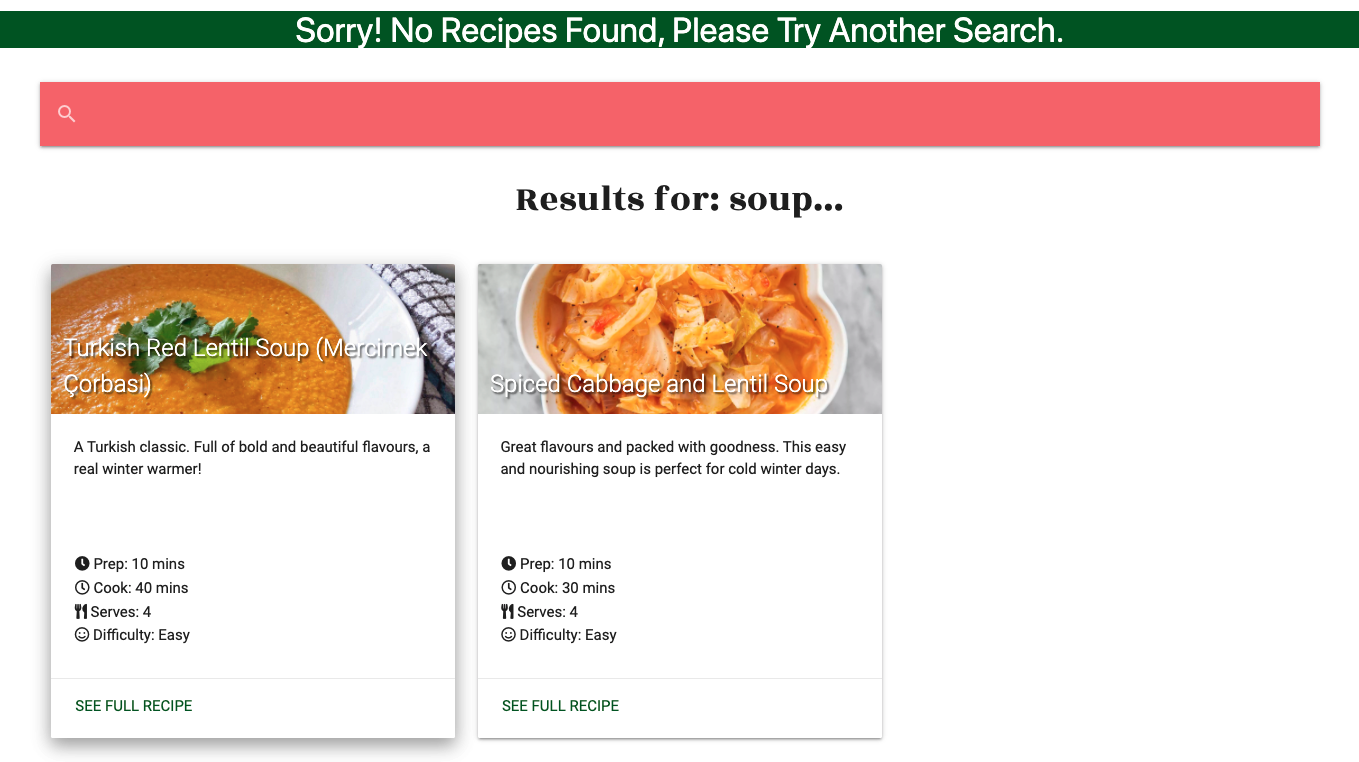 Sorry! No Recipes Found, Please Try Another Search.
Results for: soup...
Turkish Red Lentil Soup (Mercimek
Çorbasi)
A Turkish classic. Full of bold and beautiful flavours, a
real winter warmer!
Prep: 10 mins
Cook: 40 mins
Serves: 4
Difficulty: Easy
SEE FULL RECIPE
Spiced Cabbage and Lentil Soup
Great flavours and packed with goodness. This easy
and nourishing soup is perfect for cold winter days.
Prep: 10 mins
Cook: 30 mins
Serves: 4
Difficulty: Easy
SEE FULL RECIPE